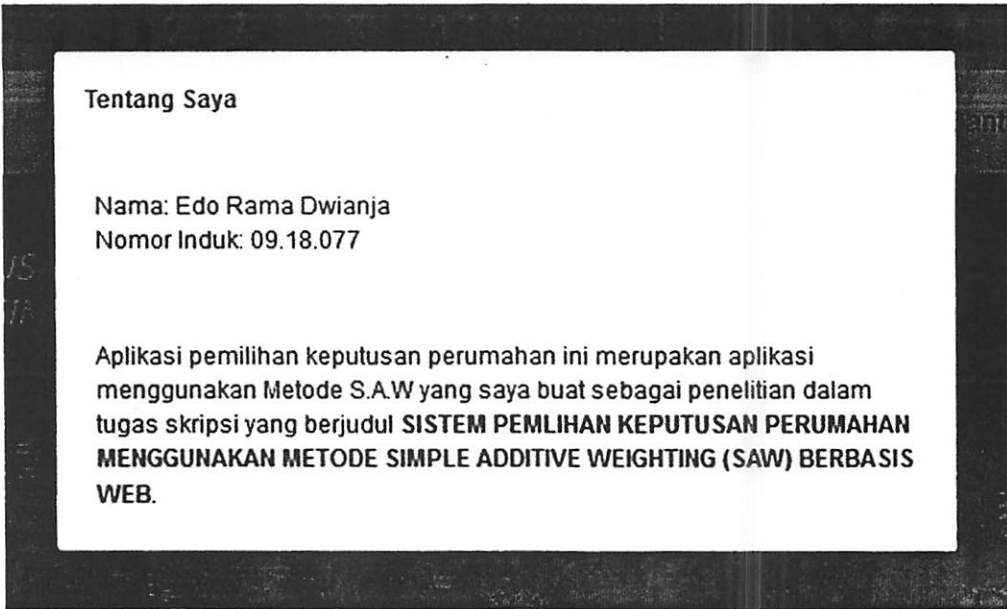 Tentang Saya
Nama: Edo Rama Dwianja
Nomor Induk: 09.18.077
Aplikasi pemilihan keputusan perumahan ini merupakan aplikasi
menggunakan Metode S.A.W yang saya buat sebagai penelitian dalam
tugas skripsi yang berjudul SISTEM PEMLIHAN KEPUTUSAN PERUMAHAN
MENGGUNAKAN METODE SIMPLE ADDITIVE WEIGHTING (SAW) BERBASIS
WEB.